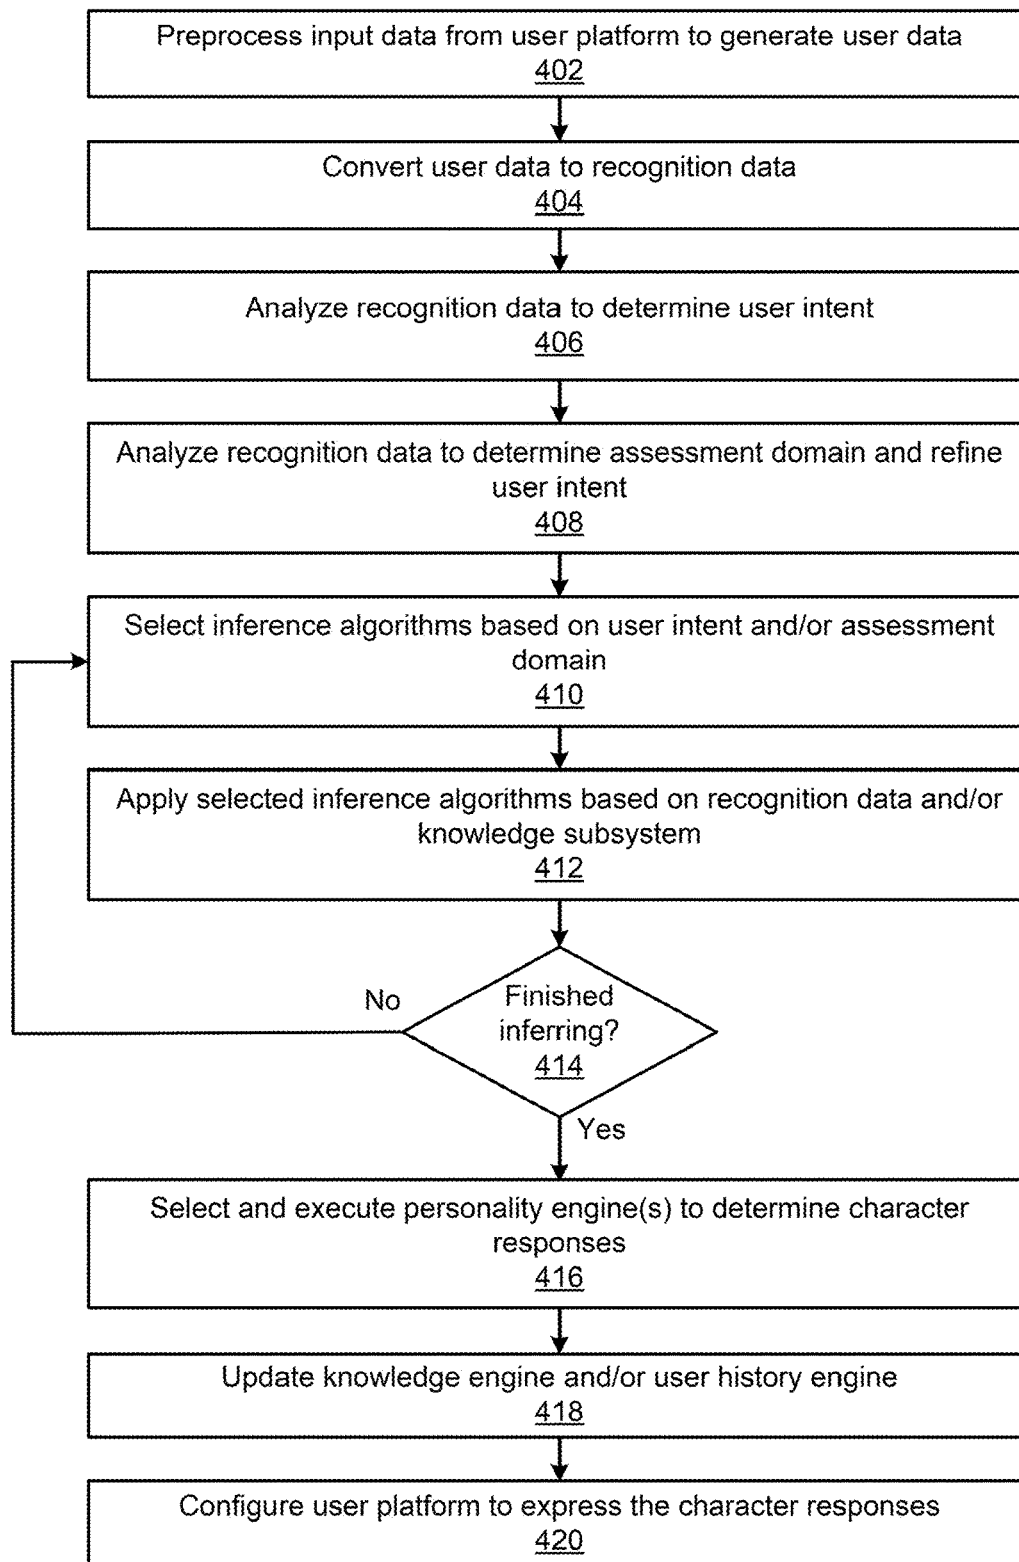 Preprocess input data from user platform to generate user data
402
Convert user data to recognition data
404
Analyze recognition data to determine user intent
406
Analyze recognition data to determine assessment domain and refine
user intent
408
Select inference algorithms based on user intent and/or assessment
domain
410
Apply selected inference algorithms based on recognition data and/or
knowledge subsystem
412
No
Finished
inferring?
414
Yes
Select and execute personality engine(s) to determine character
responses
416
Update knowledge engine and/or user history engine
418
Configure user platform to express the character responses
420